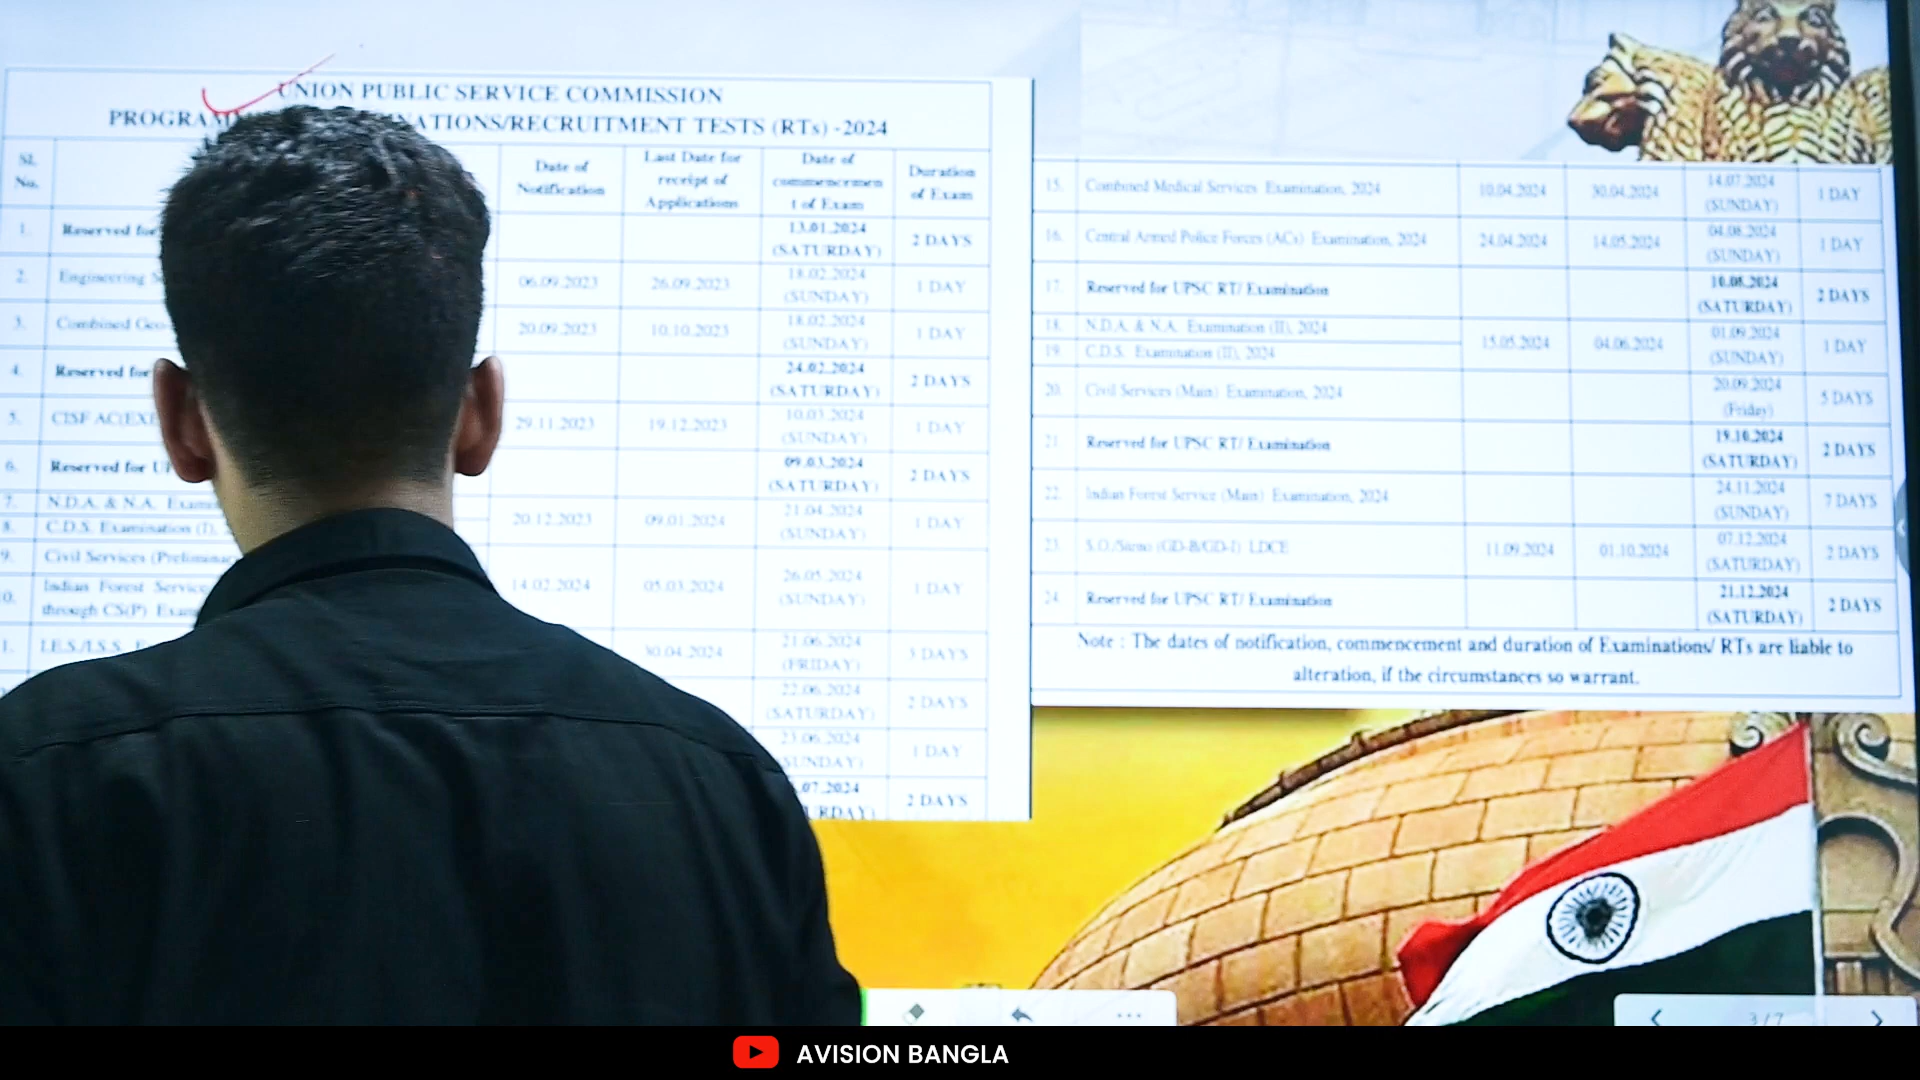 UNION PUBLIC SERVICE COMMISSION
INATIONS/RECRUITMENT TESTS (RTs) -2024
Sl. No. Date of Notification Last Date for receipt of Applications Date of commencemen t of Exam Duration of Exam
1. Reserved for 13.01.2024 (SATURDAY) 2 DAYS
2. Engineering 06.09.2023 26.09.2023 18.02.2024 (SUNDAY) 1 DAY
3. Combined Geo- 20.09.2023 10.10.2023 18.02.2024 (SUNDAY) 1 DAY
4. Reserved for 24.02.2024 (SATURDAY) 2 DAYS
5. CISF AC(EXE 29.11.2023 19.12.2023 10.03.2024 (SUNDAY) 1 DAY
6. Reserved for UP 09.03.2024 (SATURDAY) 2 DAYS
7. N.D.A. & N.A. Exami
8. C.D.S. Examination (I), 20.12.2023 09.01.2024 21.04.2024 (SUNDAY) 1 DAY
9. Civil Services (Preliminar
0. Indian Forest Service
through CS(P) Exam 14.02.2024 05.03.2024 26.05.2024 (SUNDAY) 1 DAY
1. I.E.S./I.S.S. 30.04.2024 21.06.2024 (FRIDAY) 3 DAYS
22.06.2024 (SATURDAY) 2 DAYS
23.06.2024 SUNDAY) 1 DAY
.07.2024 URDAY) 2 DAYS
15. Combined Medical Services Examination, 2024 10.04.2024 30.04.2024 14.07.2024 (SUNDAY) 1 DAY
16. Central Armed Police Forces (ACs) Examination, 2024 24.04.2024 14.05.2024 04.08.2024 (SUNDAY) 1 DAY
17. Reserved for UPSC RT/ Examination 10.08.2024 (SATURDAY) 2 DAYS
18. N.D.A. & N.A. Examination (II), 2024
19. C.D.S. Examination (II), 2024 15.05.2024 04.06.2024 01.09.2024 (SUNDAY) 1 DAY
20. Civil Services (Main) Examination, 2024 20.09.2024 (Friday) 5 DAYS
21. Reserved for UPSC RT/ Examination 19.10.2024 (SATURDAY) 2 DAYS
22. Indian Forest Service (Main) Examination, 2024 24.11.2024 (SUNDAY) 7 DAYS
23. S.O./Steno (GD-B/GD-I) LDCE 11.09.2024 01.10.2024 07.12.2024 (SATURDAY) 2 DAYS
24. Reserved for UPSC RT/ Examination 21.12.2024 (SATURDAY) 2 DAYS
Note : The dates of notification, commencement and duration of Examinations/ RTs are liable to
alteration, if the circumstances so warrant.
3/7
AVISION BANGLA